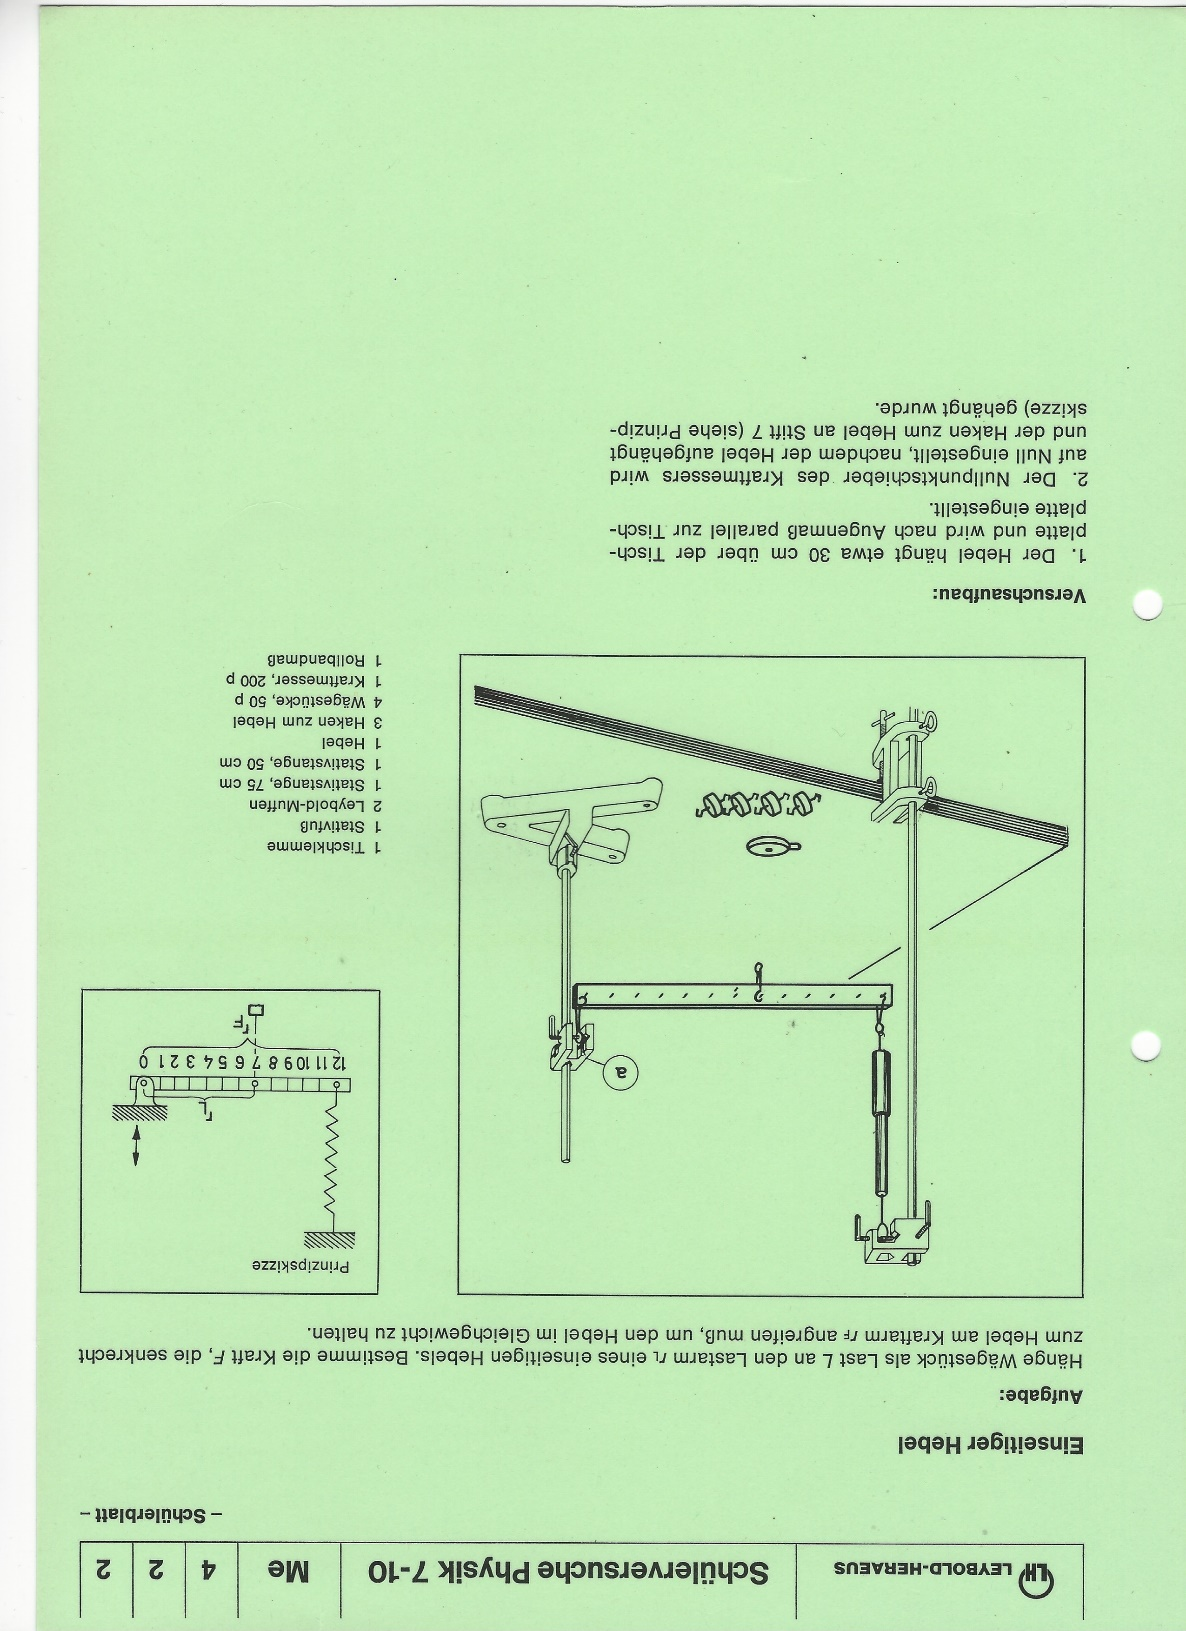 LH LEYBOLD-HERAEUS
Schülerversuche Physik 7-10
Me
4
2
2
– Schülerblatt –
Einseitiger Hebel
Aufgabe:
Hänge Wägestück als Last L an den Lastarm rL eines einseitigen Hebels. Bestimme die Kraft F, die senkrecht
zum Hebel am Kraftarm rF angreifen muß, um den Hebel im Gleichgewicht zu halten.
a
Prinzipskizze
rL
12 11 10 9 8 7 6 5 4 3 2 1 0
rF
1 Tischklemme
1 Stativfuß
2 Leybold-Muffen
1 Stativstange, 75 cm
1 Stativstange, 50 cm
1 Hebel
3 Haken zum Hebel
4 Wägestücke, 50 p
1 Kraftmesser, 200 p
1 Rollbandmaß
Versuchsaufbau:
1. Der Hebel hängt etwa 30 cm über der Tisch-
platte und wird nach Augenmaß parallel zur Tisch-
platte eingestellt.
2. Der Nullpunktschieber des Kraftmessers wird
auf Null eingestellt, nachdem der Hebel aufgehängt
und der Haken zum Hebel an Stift 7 (siehe Prinzip-
skizze) gehängt wurde.